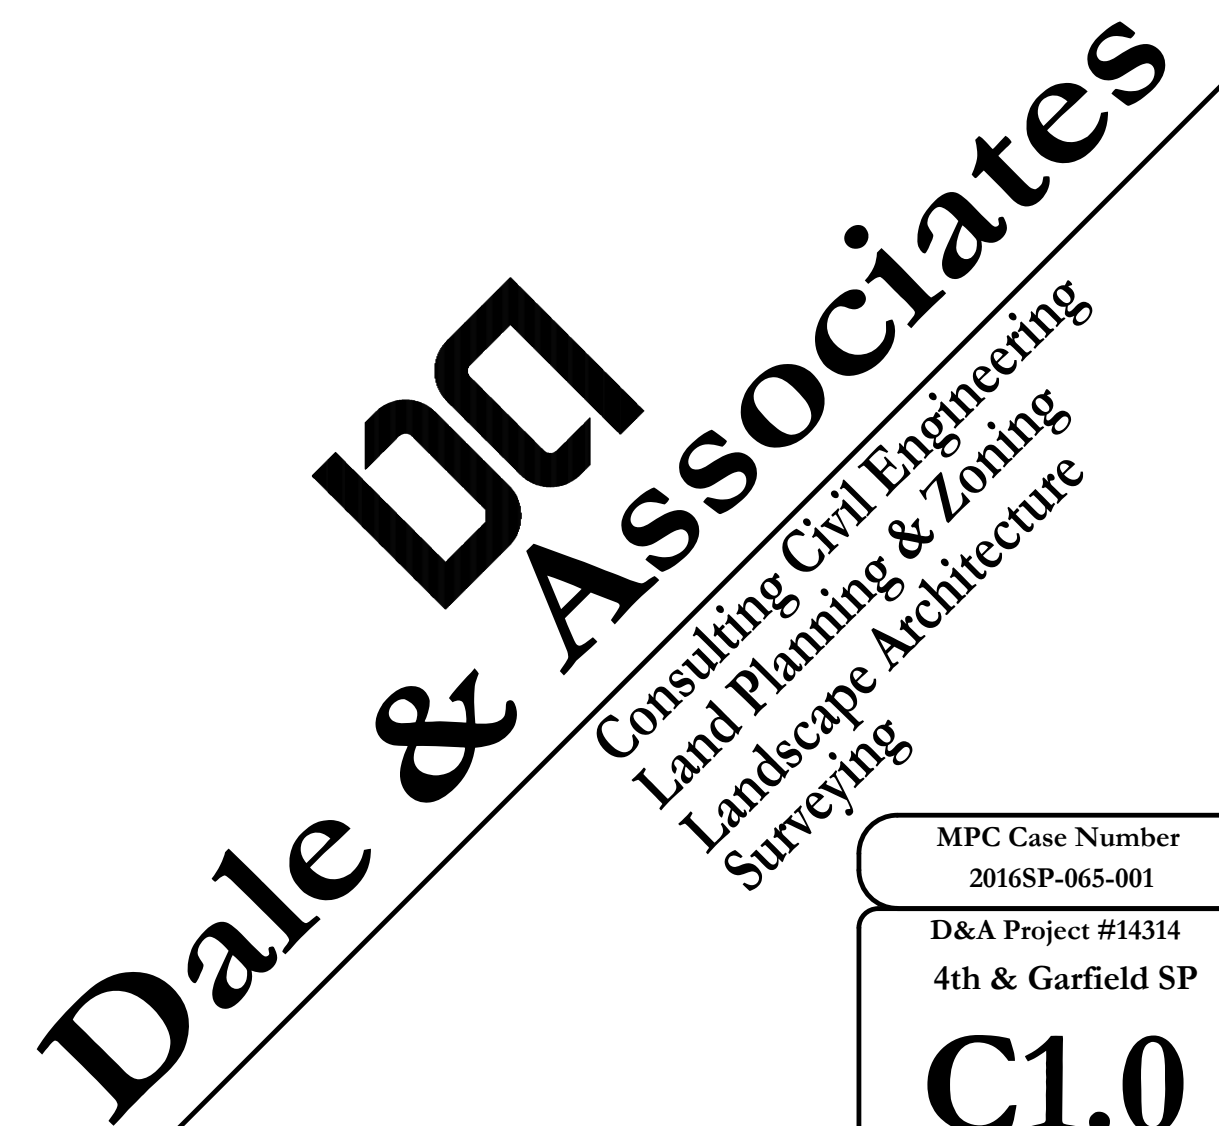 Dale & Associates
Consulting Civil Engineering
Land Planning & Zoning
Landscape Architecture
Surveying
MPC Case Number
2016SP-065-001
D&A Project #14314
4th & Garfield SP
C1.0